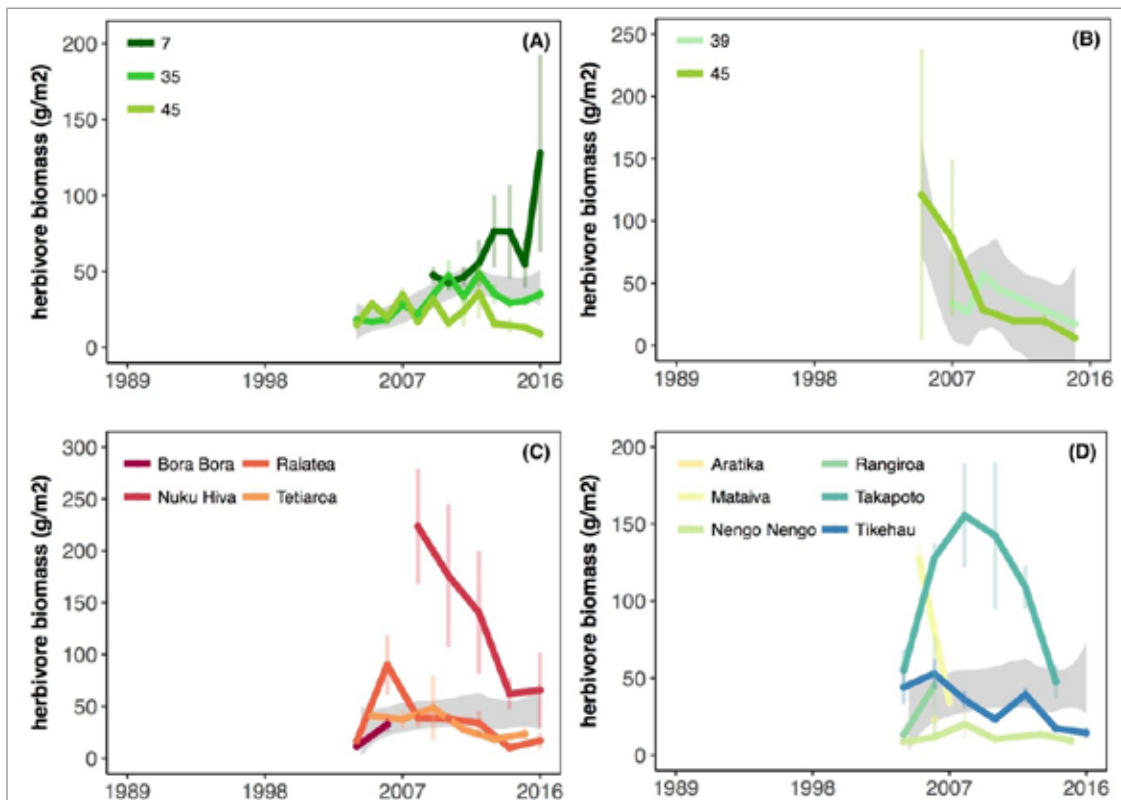 (A)
7
35
45
herbivore biomass (g/m2)
200
150
100
50
0
1989 1998 2007 2016
(B)
39
45
herbivore biomass (g/m2)
250
200
150
100
50
0
1989 1998 2007 2016
(C)
Bora Bora Raiatea
Nuku Hiva Tetiaroa
herbivore biomass (g/m2)
300
250
200
150
100
50
0
1989 1998 2007 2016
(D)
Aratika Rangiroa
Mataiva Takapoto
Nengo Nengo Tikehau
herbivore biomass (g/m2)
200
150
100
50
0
1989 1998 2007 2016